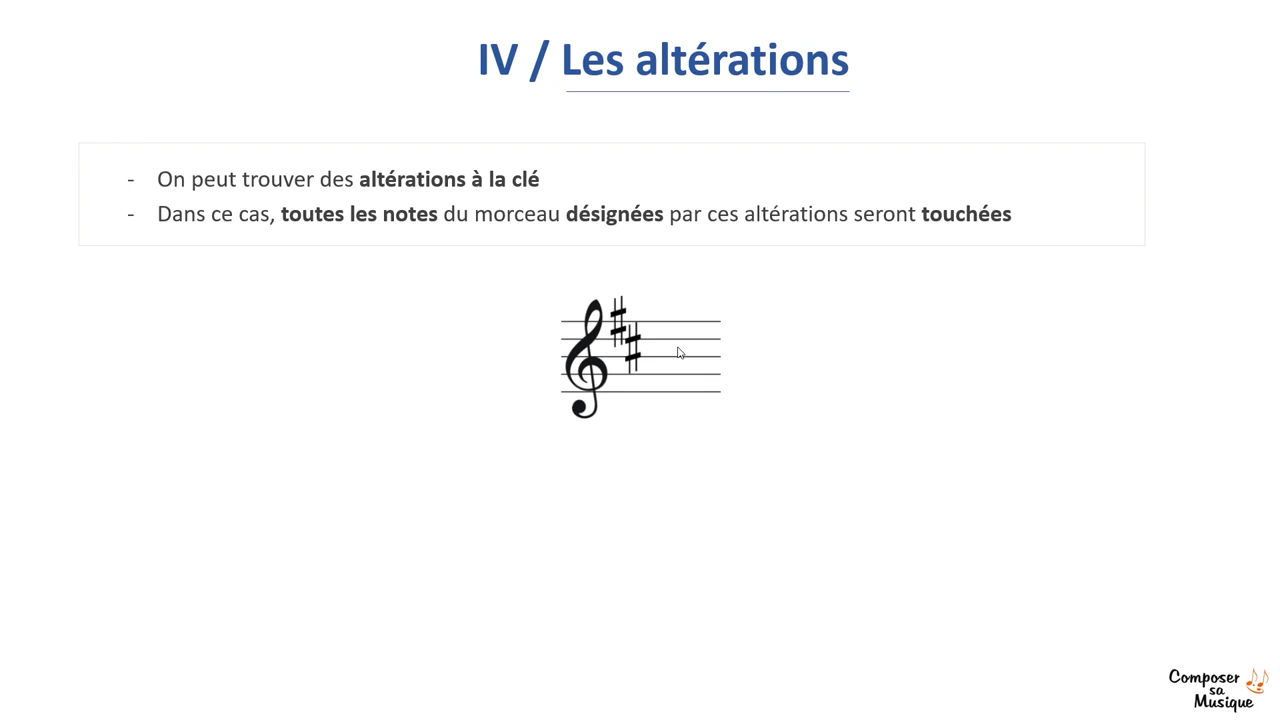 IV / Les altérations
- On peut trouver des altérations à la clé
- Dans ce cas, toutes les notes du morceau désignées par ces altérations seront touchées
Composer
sa
Musique